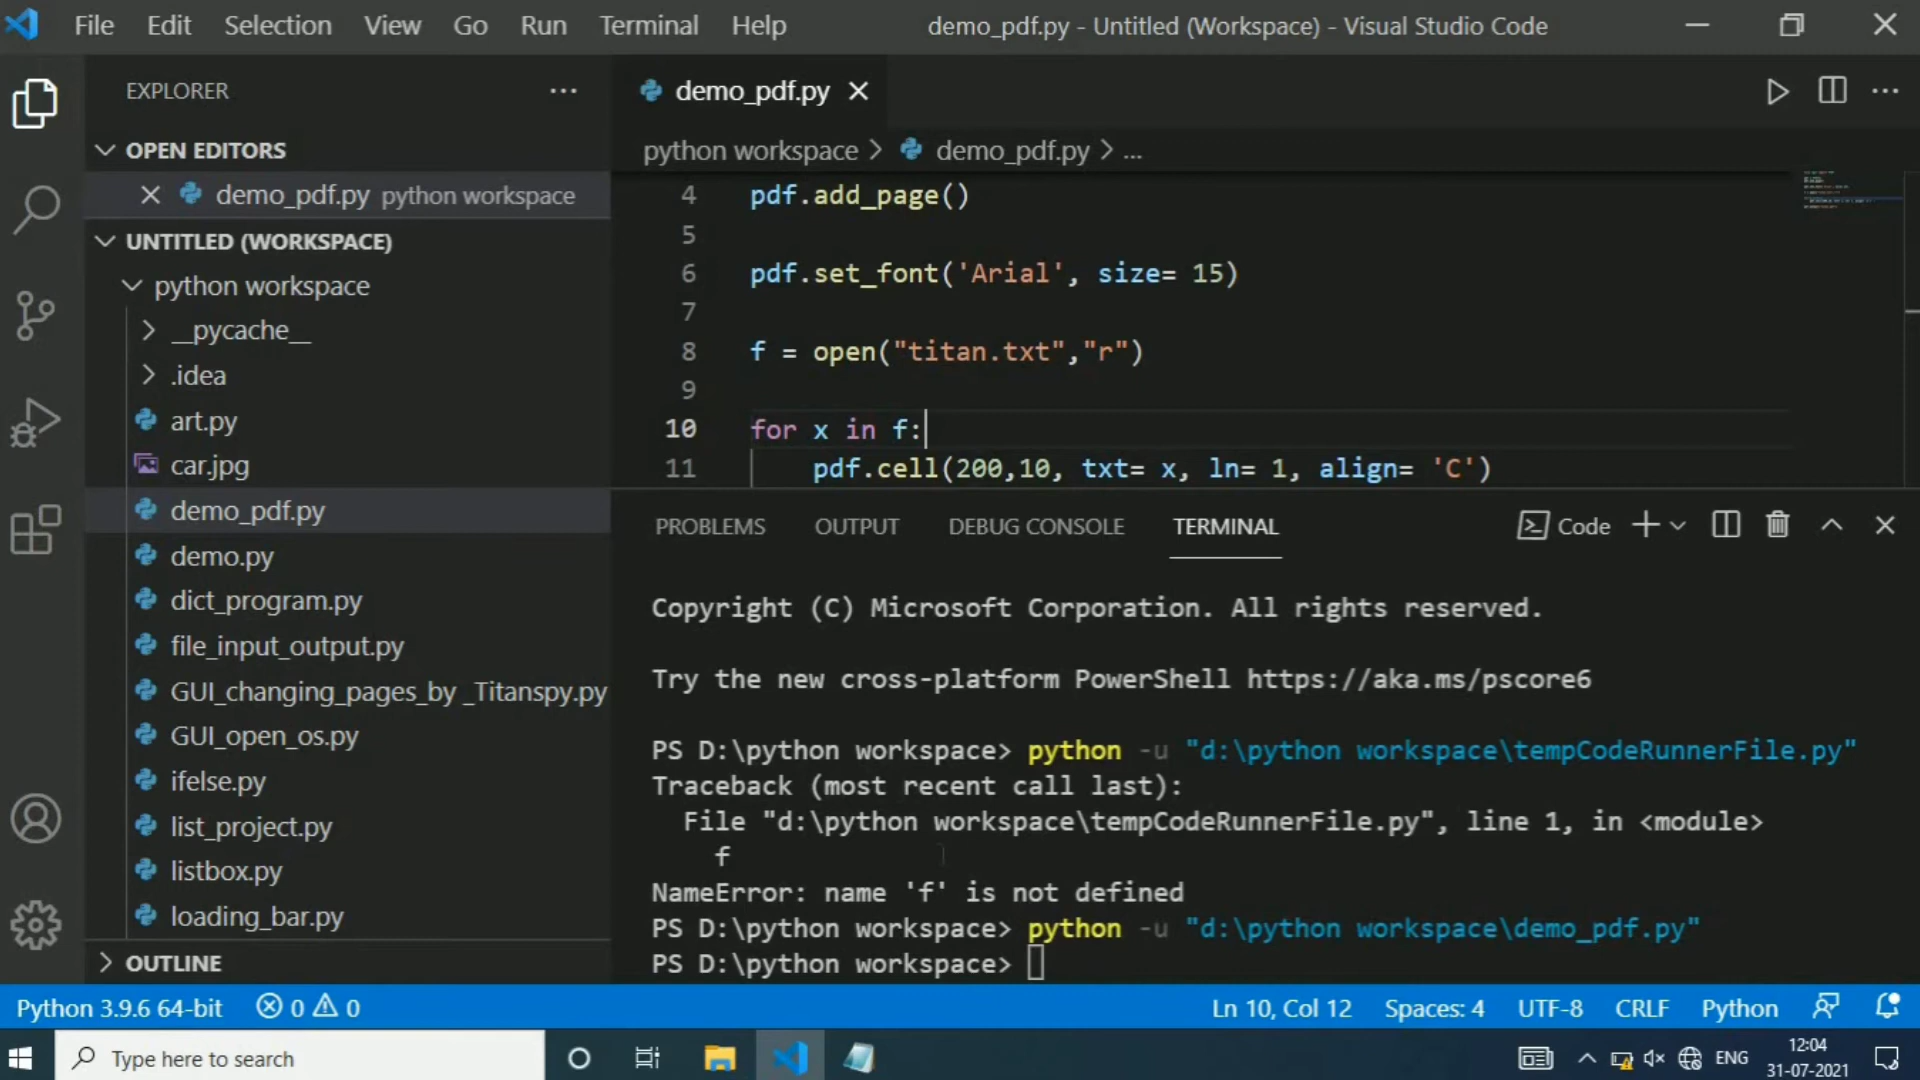 File Edit Selection View Go Run Terminal Help demo_pdf.py - Untitled (Workspace) - Visual Studio Code
EXPLORER ...
OPEN EDITORS
demo_pdf.py python workspace
UNTITLED (WORKSPACE)
python workspace
__pycache__
.idea
art.py
car.jpg
demo_pdf.py
demo.py
dict_program.py
file_input_output.py
GUI_changing_pages_by _Titanspy.py
GUI_open_os.py
ifelse.py
list_project.py
listbox.py
loading_bar.py
OUTLINE
demo_pdf.py
python workspace > demo_pdf.py > ...
4 pdf.add_page()
5
6 pdf.set_font('Arial', size= 15)
7
8 f = open("titan.txt","r")
9
10 for x in f:
11 pdf.cell(200,10, txt= x, ln= 1, align= 'C')
PROBLEMS OUTPUT DEBUG CONSOLE TERMINAL Code
Copyright (C) Microsoft Corporation. All rights reserved.
Try the new cross-platform PowerShell https://aka.ms/pscore6
PS D:\python workspace> python -u "d:\python workspace\tempCodeRunnerFile.py"
Traceback (most recent call last):
File "d:\python workspace\tempCodeRunnerFile.py", line 1, in <module>
f
NameError: name 'f' is not defined
PS D:\python workspace> python -u "d:\python workspace\demo_pdf.py"
PS D:\python workspace>
Python 3.9.6 64-bit 0 0 Ln 10, Col 12 Spaces: 4 UTF-8 CRLF Python
Type here to search ENG 12:04
31-07-2021